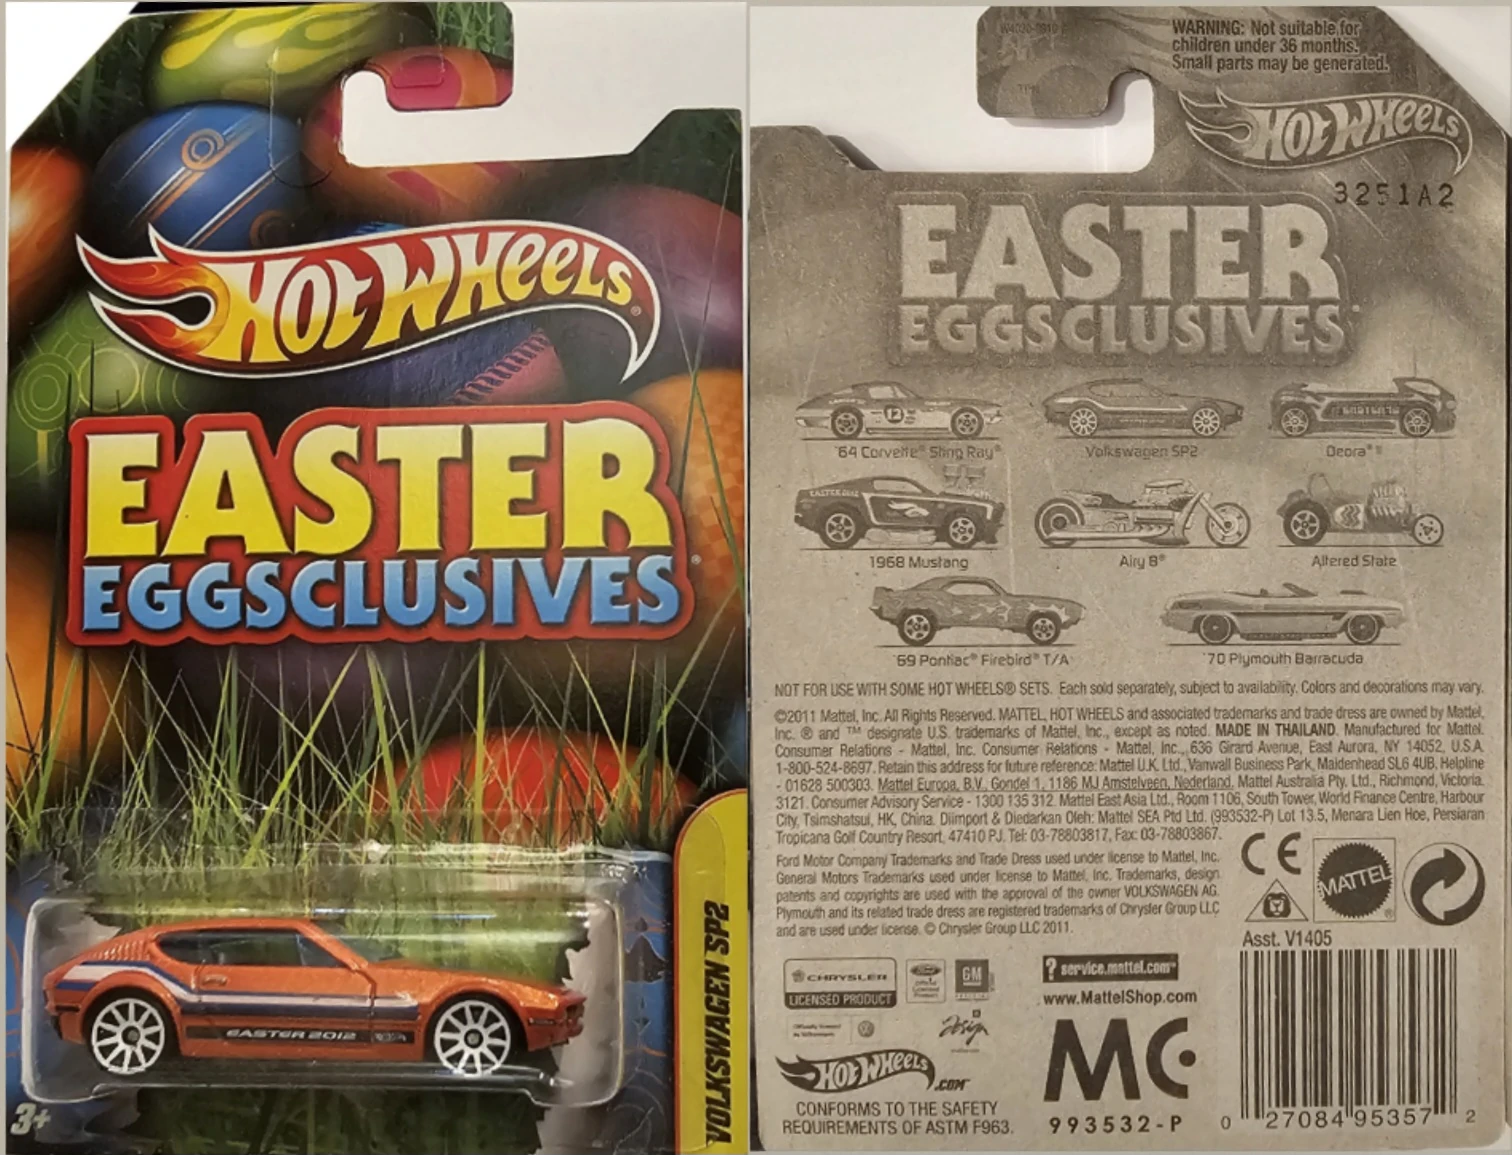 HOT WHEELS®
EASTER
EGGSCLUSIVES®
EASTER 2012
VOLKSWAGEN SP2
3+
WARNING: Not suitable for
children under 36 months.
Small parts may be generated.
HOT WHEELS
3251A2
EASTER
EGGSCLUSIVES
12
'64 Corvette® Sting Ray®
Volkswagen SP2
Deora® II
EASTER 2012
1968 Mustang
Airy 8®
Altered State
'69 Pontiac® Firebird® T/A
'70 Plymouth Barracuda
NOT FOR USE WITH SOME HOT WHEELS® SETS. Each sold separately, subject to availability. Colors and decorations may vary.
©2011 Mattel, Inc. All Rights Reserved. MATTEL, HOT WHEELS and associated trademarks and trade dress are owned by Mattel,
Inc. ® and ™ designate U.S. trademarks of Mattel, Inc., except as noted. MADE IN THAILAND. Manufactured for Mattel.
Consumer Relations - Mattel, Inc. Consumer Relations - Mattel, Inc., 636 Girard Avenue, East Aurora, NY 14052, U.S.A.
1-800-524-8697. Retain this address for future reference: Mattel U.K. Ltd., Vanwall Business Park, Maidenhead SL6 4UB. Helpline
- 01628 500303. Mattel Europa, B.V., Gondel 1, 1186 MJ Amstelveen, Nederland. Mattel Australia Pty. Ltd., Richmond, Victoria.
3121. Consumer Advisory Service - 1300 135 312. Mattel East Asia Ltd., Room 1106, South Tower, World Finance Centre, Harbour
City, Tsimshatsui, HK, China. Diimport & Diedarkan Oleh: Mattel SEA Ptd Ltd. (993532-P) Lot 13.5, Menara Lien Hoe, Persiaran
Tropicana Golf Country Resort, 47410 PJ. Tel: 03-78803817, Fax: 03-78803867.
Ford Motor Company Trademarks and Trade Dress used under license to Mattel, Inc.
General Motors Trademarks used under license to Mattel, Inc. Trademarks, design
patents and copyrights are used with the approval of the owner VOLKSWAGEN AG.
Plymouth and its related trade dress are registered trademarks of Chrysler Group LLC
and are used under license. © Chrysler Group LLC 2011.
CE
MATTEL®
Asst. V1405
CHRYSLER
LICENSED PRODUCT
Ford
Official
Licensed
Product
GM
? service.mattel.com™
www.MattelShop.com
Officially licensed
by Volkswagen
HOT WHEELS.COM™
MC
CONFORMS TO THE SAFETY
REQUIREMENTS OF ASTM F963.
993532-P
0 27084 95357 2